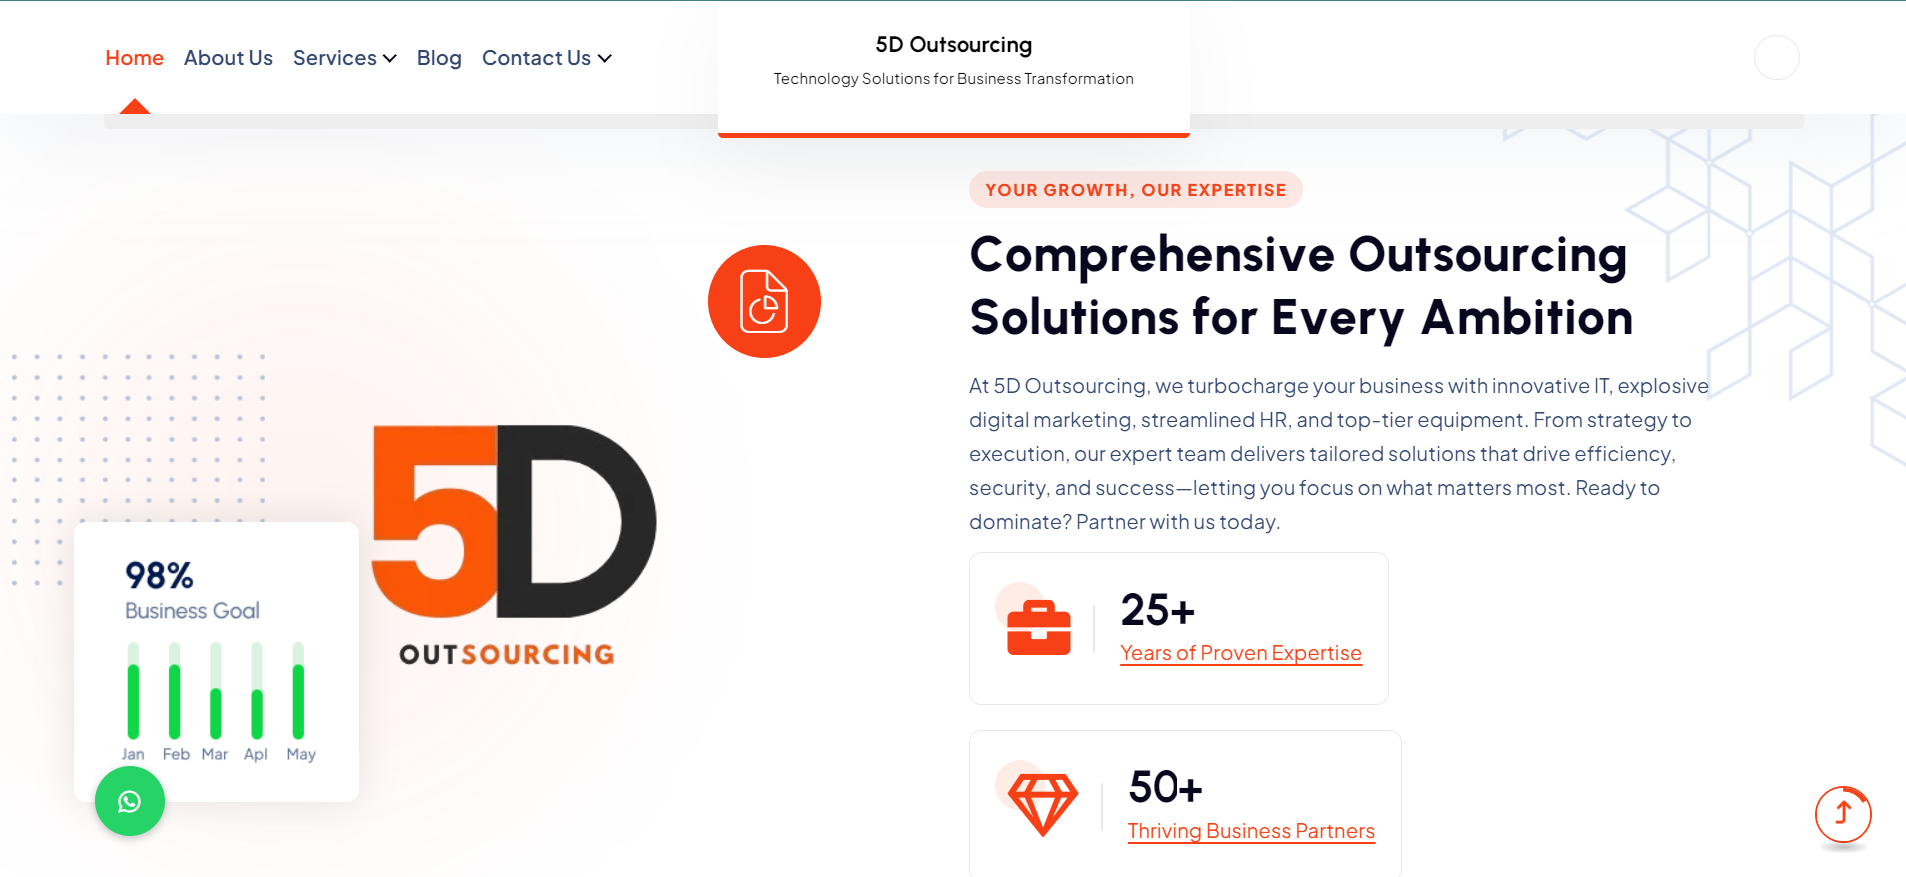 Home About Us Services Blog Contact Us
5D Outsourcing
Technology Solutions for Business Transformation
YOUR GROWTH, OUR EXPERTISE
Comprehensive Outsourcing
Solutions for Every Ambition
At 5D Outsourcing, we turbocharge your business with innovative IT, explosive
digital marketing, streamlined HR, and top-tier equipment. From strategy to
execution, our expert team delivers tailored solutions that drive efficiency,
security, and success—letting you focus on what matters most. Ready to
dominate? Partner with us today.
5D
OUTSOURCING
98%
Business Goal
Jan Feb Mar Apl May
25+
Years of Proven Expertise
50+
Thriving Business Partners